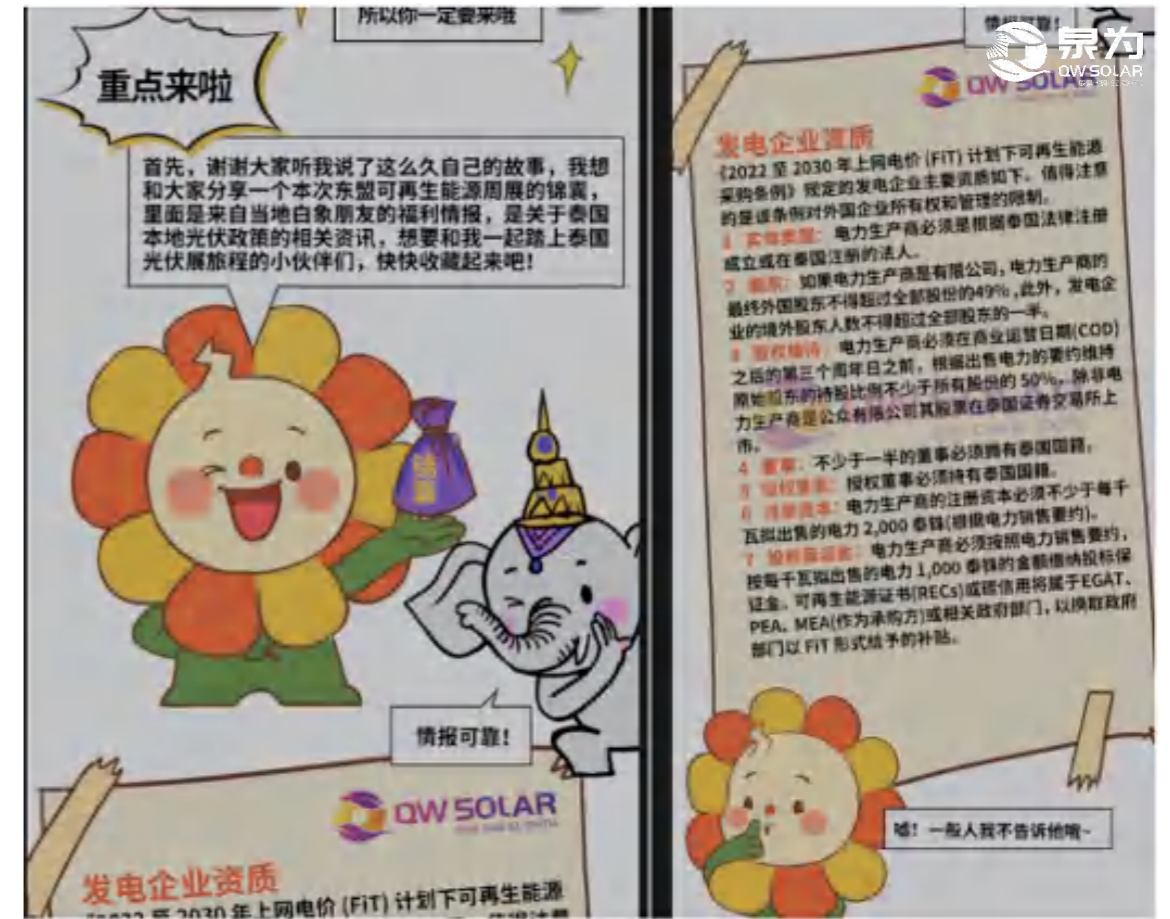 所以你一定要来哦
重点来啦
首先，谢谢大家听我说了这么久自己的故事，我想
和大家分享一个本次东盟可再生能源周展的锦囊，
里面是来自当地白象朋友的福利情报，是关于泰国
本地光伏政策的相关资讯，想要和我一起踏上泰国
光伏展旅程的小伙伴们，快快收藏起来吧！
锦囊
情报可靠！
QW SOLAR
发电企业资质
《2022 至 2030 年上网电价 (FiT) 计划下可再生能源
泉为
QW SOLAR
QW SOLAR
发电企业资质
《2022 至 2030 年上网电价 (FiT) 计划下可再生能源
采购条例》规定的发电企业主要资质如下。值得注意
的是该条例对外国企业所有权和管理的限制。
电力生产商必须是根据泰国法律注册
成立或在泰国注册的法人。
2 股东：如果电力生产商是有限公司，电力生产商的
最终外国股东不得超过全部股份的49%，此外，发电企
业的境外股东人数不得超过全部股东的一半。
3 股权维持：电力生产商必须在商业运营日期(COD)
之后的第三个周年日之前，根据出售电力的要约维持
原始股东的持股比例不少于所有股份的 50%，除非电
力生产商是公众有限公司其股票在泰国证券交易所上
市。
4 董事：不少于一半的董事必须拥有泰国国籍。
5 授权董事：授权董事必须持有泰国国籍。
6 注册资本：电力生产商的注册资本必须不少于每千
瓦拟出售的电力 2,000 泰铢(根据电力销售要约)。
7 投标保证金：电力生产商必须按照电力销售要约，
按每千瓦拟出售的电力 1,000 泰铢的金额缴纳投标保
证金。可再生能源证书(RECs)或碳信用将属于EGAT、
PEA、MEA(作为承购方)或相关政府部门，以换取政府
部门以 FiT 形式给予的补贴。
嘘！一般人我不告诉他哦~